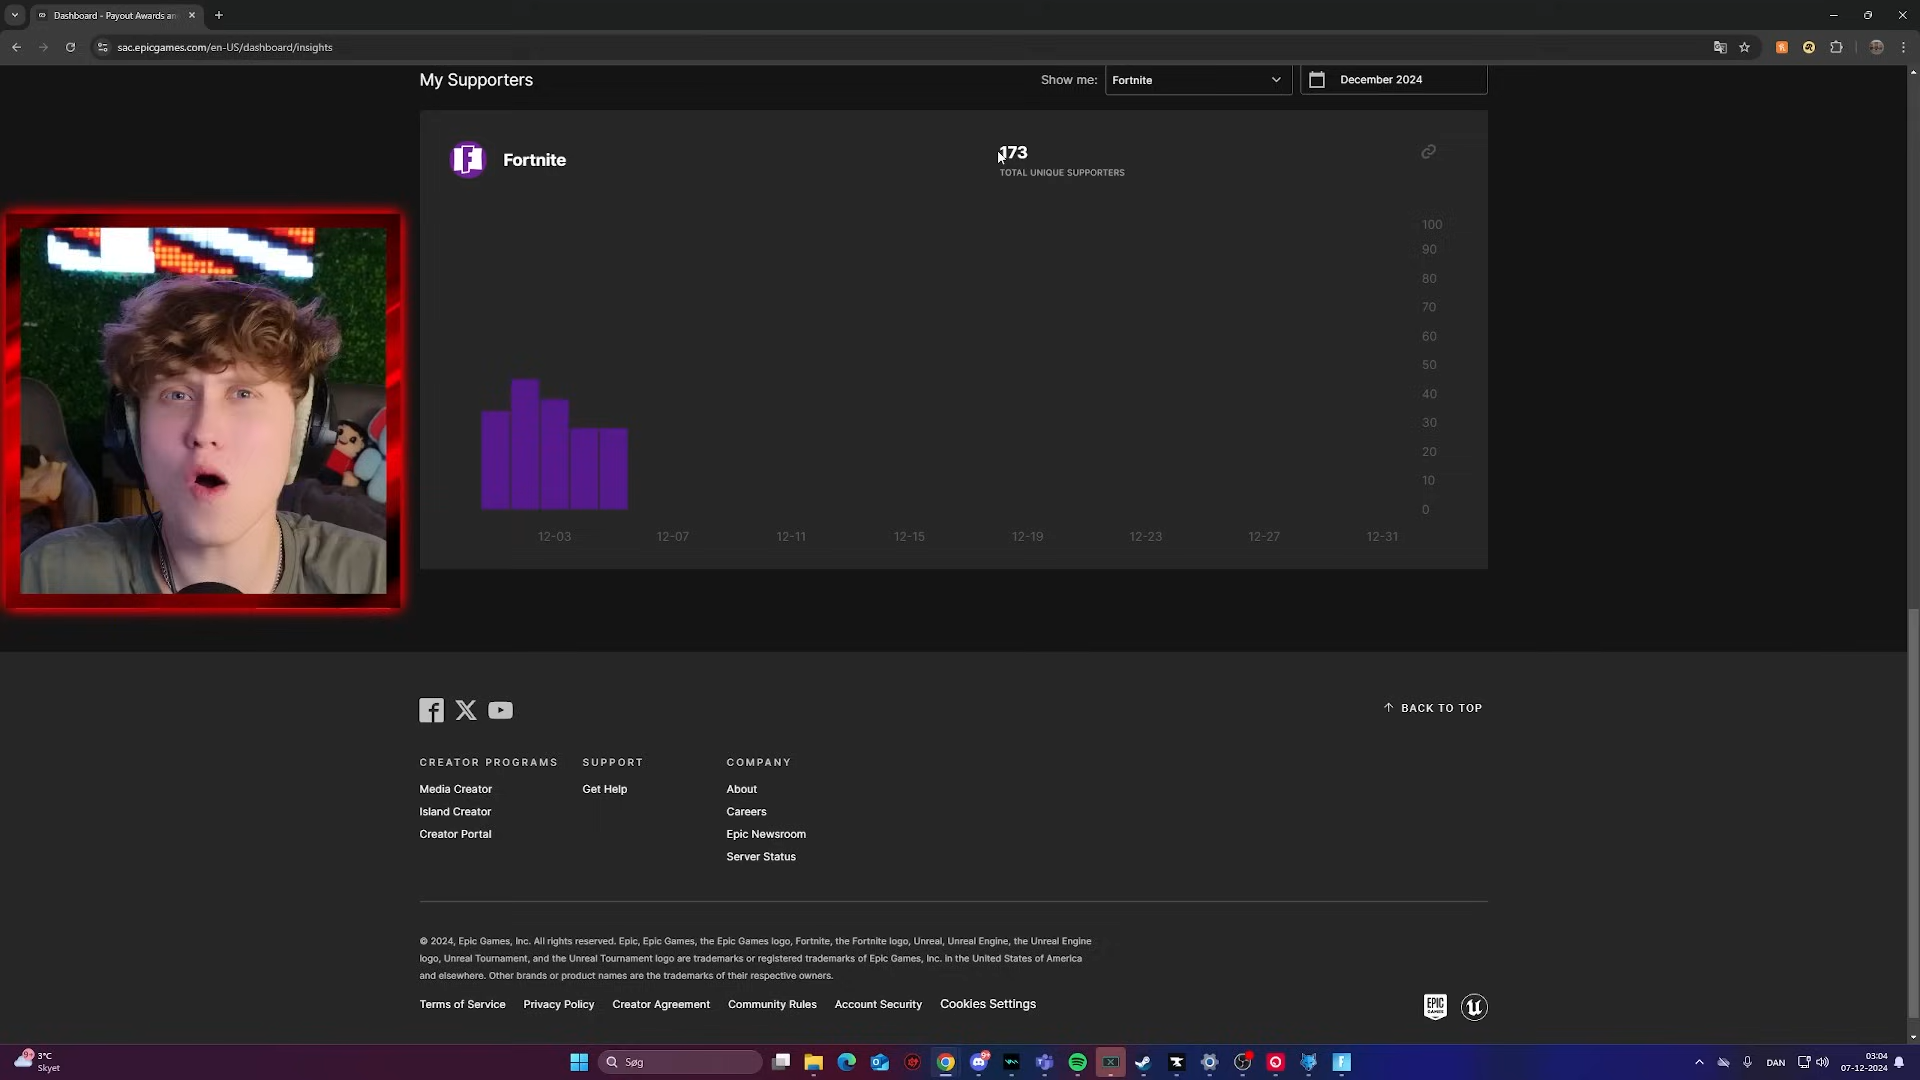 Dashboard - Payout Awards an
sac.epicgames.com/en-US/dashboard/insights
My Supporters
Show me:
Fortnite
December 2024
Fortnite
173
TOTAL UNIQUE SUPPORTERS
100
90
80
70
60
50
40
30
20
10
0
12-03
12-07
12-11
12-15
12-19
12-23
12-27
12-31
BACK TO TOP
CREATOR PROGRAMS
Media Creator
Island Creator
Creator Portal
SUPPORT
Get Help
COMPANY
About
Careers
Epic Newsroom
Server Status
© 2024, Epic Games, Inc. All rights reserved. Epic, Epic Games, the Epic Games logo, Fortnite, the Fortnite logo, Unreal, Unreal Engine, the Unreal Engine
logo, Unreal Tournament, and the Unreal Tournament logo are trademarks or registered trademarks of Epic Games, Inc. in the United States of America
and elsewhere. Other brands or product names are the trademarks of their respective owners.
Terms of Service Privacy Policy Creator Agreement Community Rules Account Security Cookies Settings
EPIC
GAMES
3°C
Skyet
Søg
DAN
03:04
07-12-2024